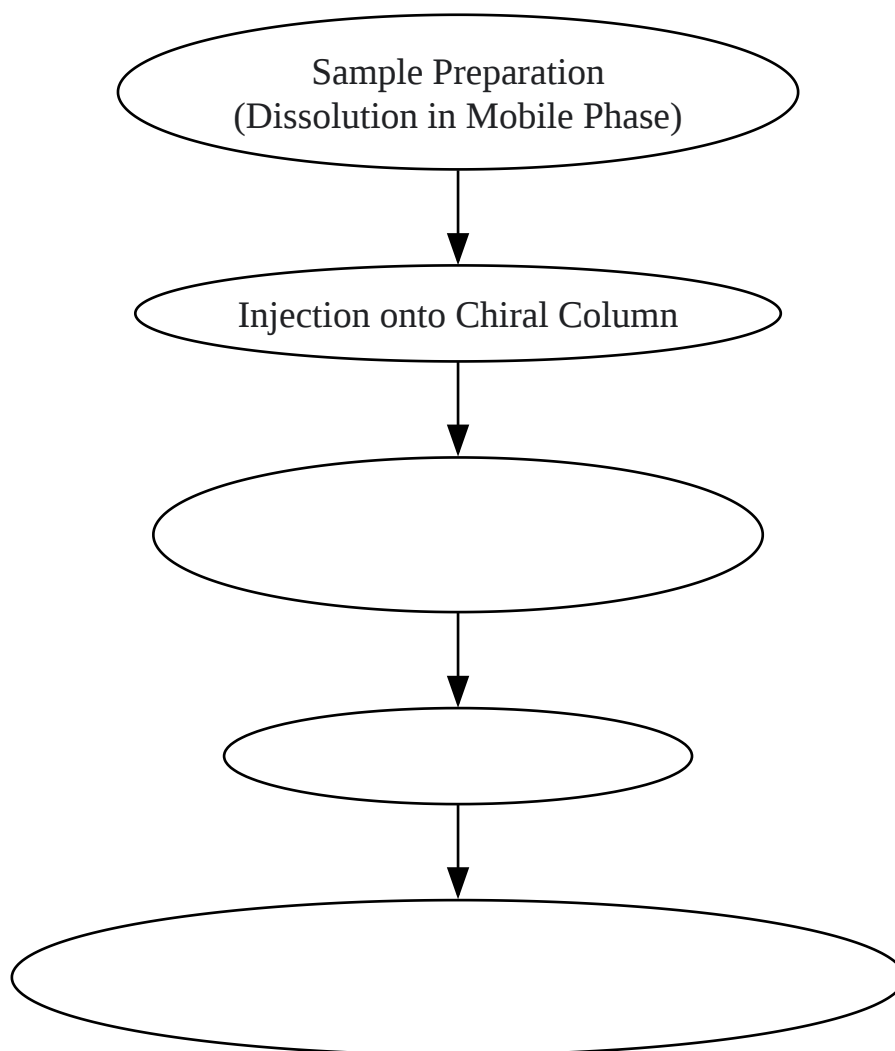 Sample Preparation
(Dissolution in Mobile Phase)
Injection onto Chiral Column